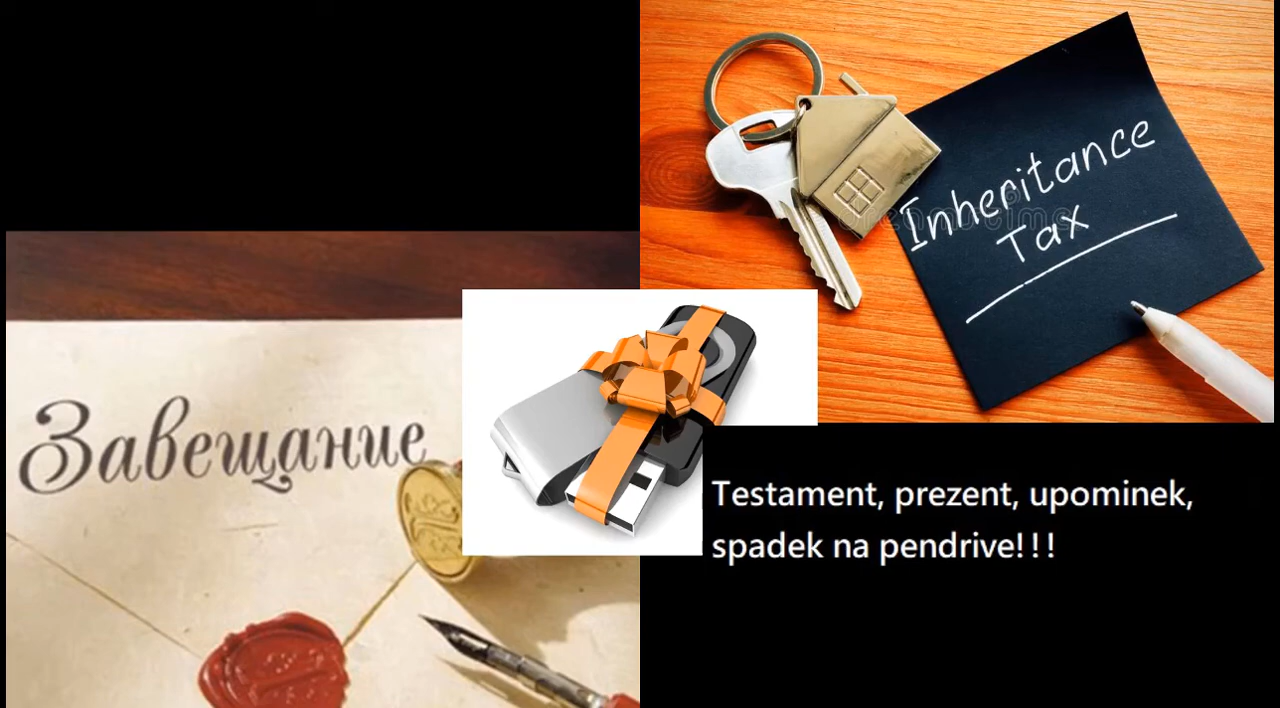 Inheritance
Tax
Завещание
Testament, prezent, upominek,
spadek na pendrive!!!